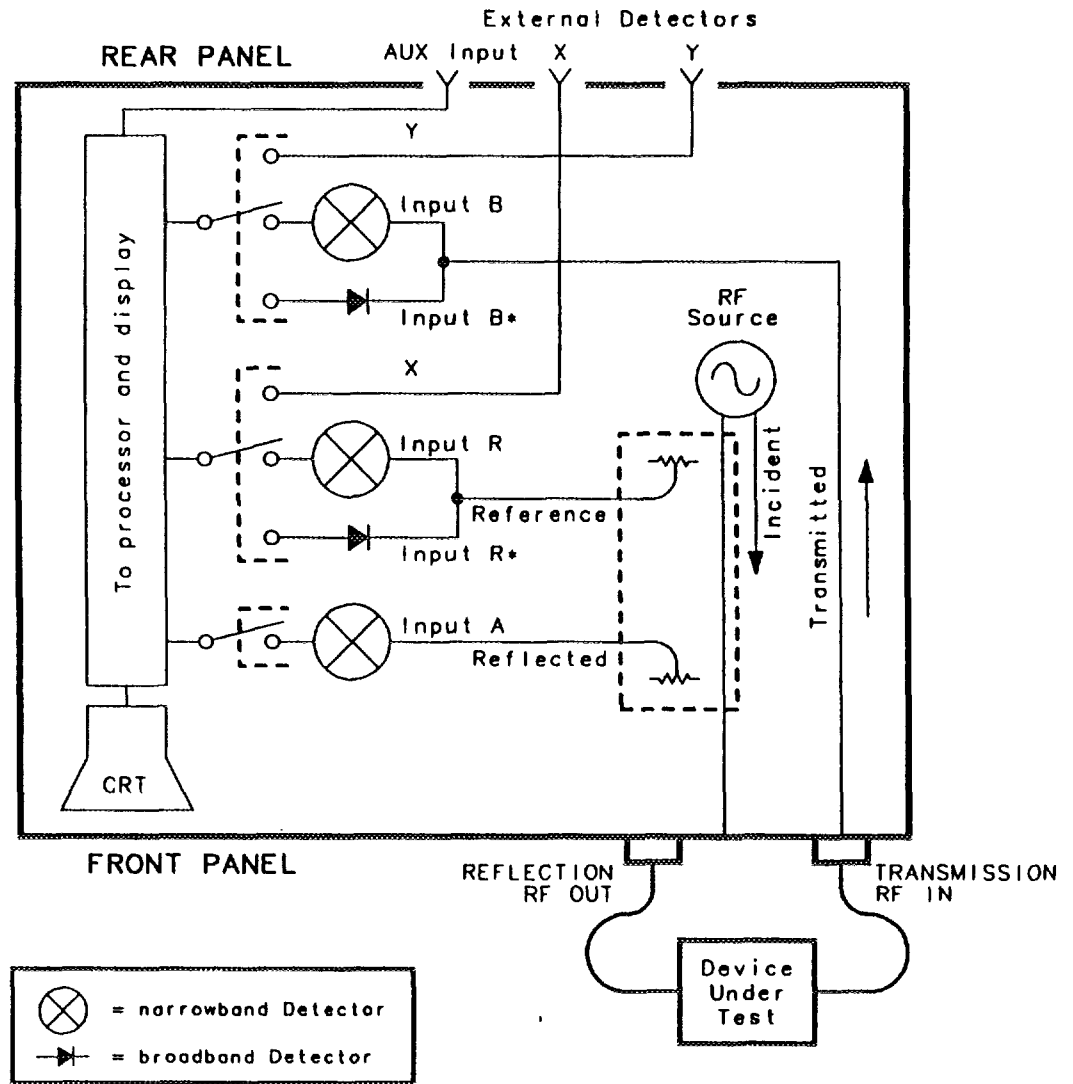 External Detectors
REAR PANEL
AUX Input X Y
Y
Input B
Input B*
RF
Source
X
To processor and display
Input R
Incident
Reference
Input R*
Transmitted
Input A
Reflected
CRT
FRONT PANEL
REFLECTION
RF OUT
TRANSMISSION
RF IN
Device
Under
Test
= narrowband Detector
= broadband Detector